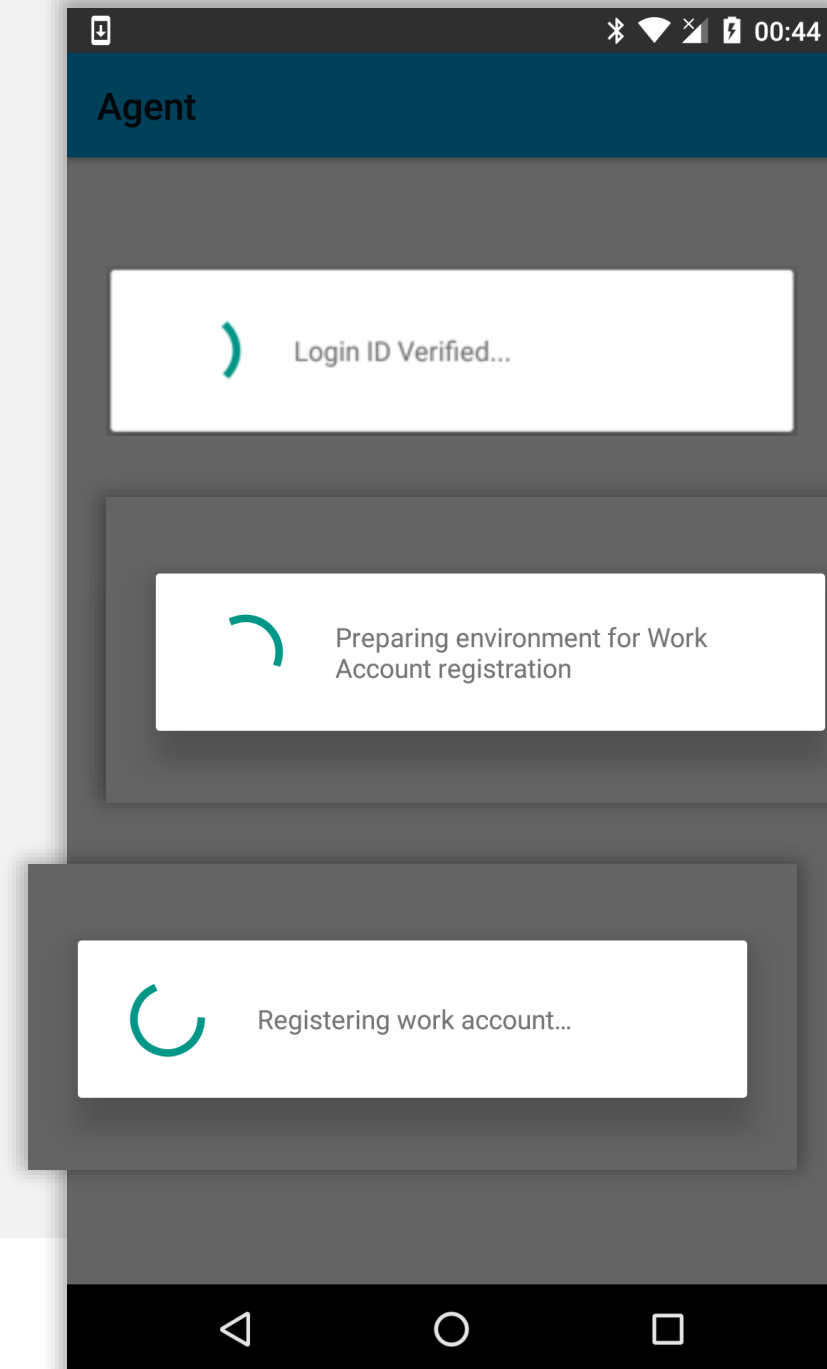 00:44
Agent
Login ID Verified...
Preparing environment for Work
Account registration
Registering work account...